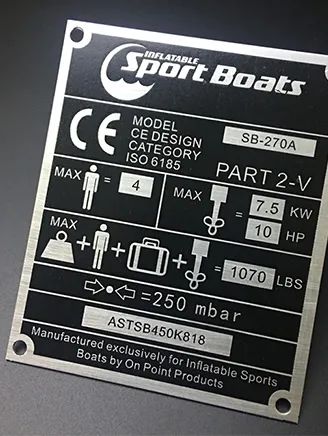 INFLATABLE
Sport Boats
CE
MODEL SB-270A
CE DESIGN
CATEGORY
ISO 6185 PART 2-V
MAX = 4
MAX = 7.5 KW
= 10 HP
MAX
+ + + = 1070 LBS
=250 mbar
ASTSB450K818
Manufactured exclusively for Inflatable Sports
Boats by On Point Products